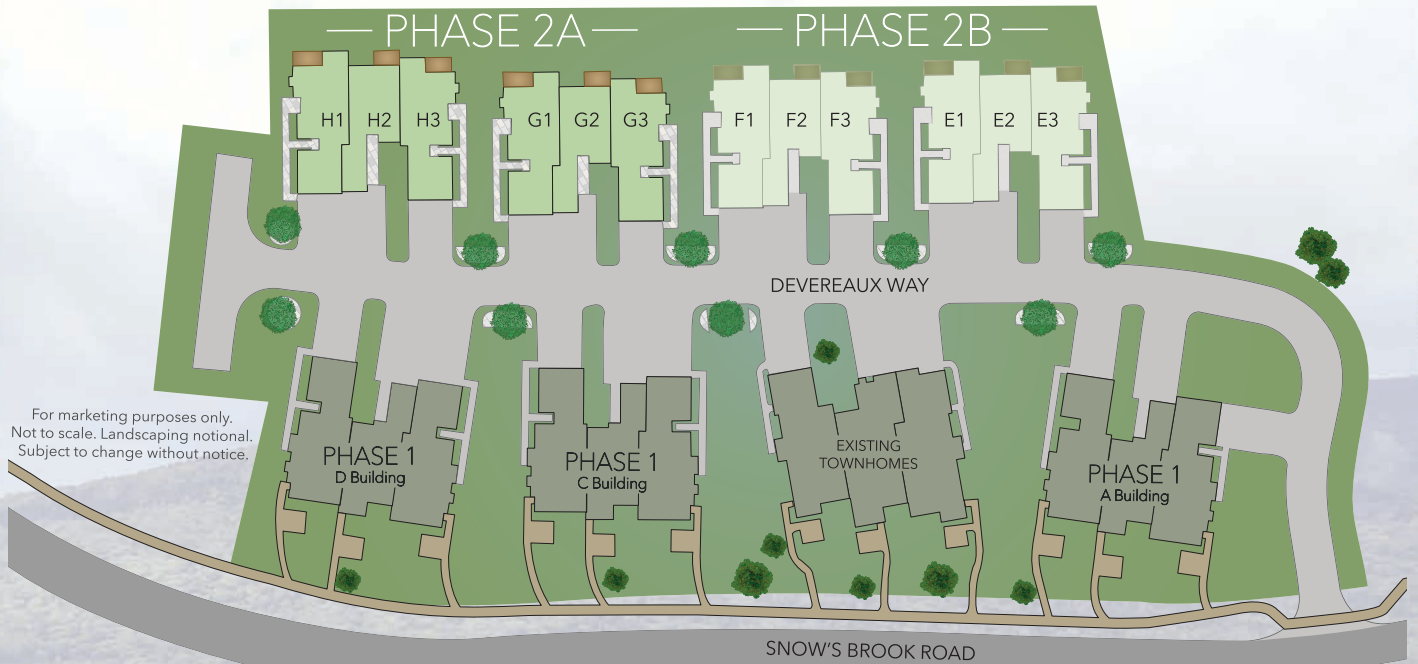 PHASE 2A
PHASE 2B
H1
H2
H3
G1
G2
G3
F1
F2
F3
E1
E2
E3
DEVEREAUX WAY
For marketing purposes only.
Not to scale. Landscaping notional.
Subject to change without notice.
PHASE 1
D Building
PHASE 1
C Building
EXISTING
TOWNHOMES
PHASE 1
A Building
SNOW'S BROOK ROAD